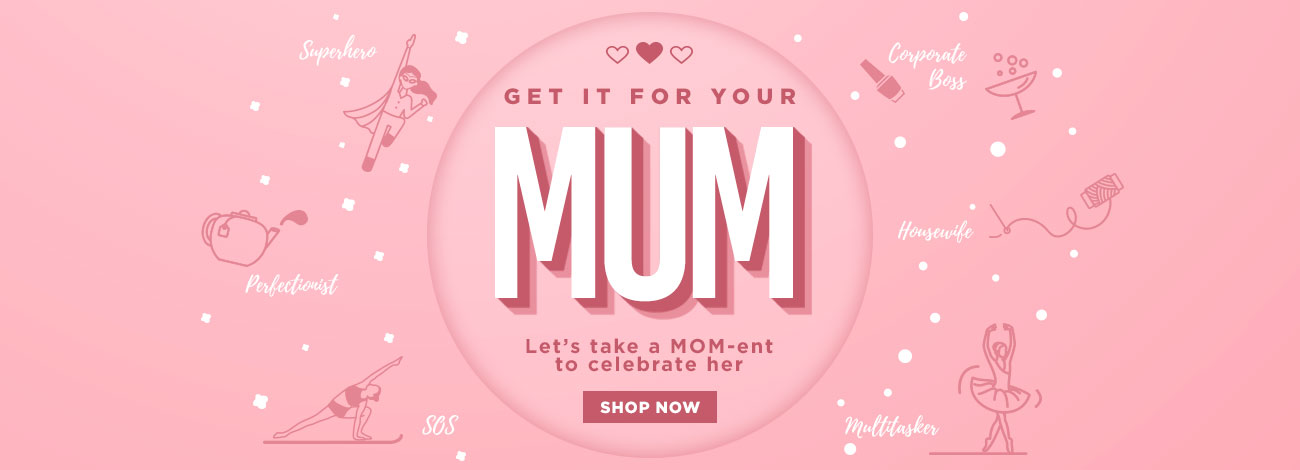 Superhero
Perfectionist
SOS
GET IT FOR YOUR
MUM
Let's take a MOM-ent
to celebrate her
SHOP NOW
Corporate
Boss
Housewife
Multitasker